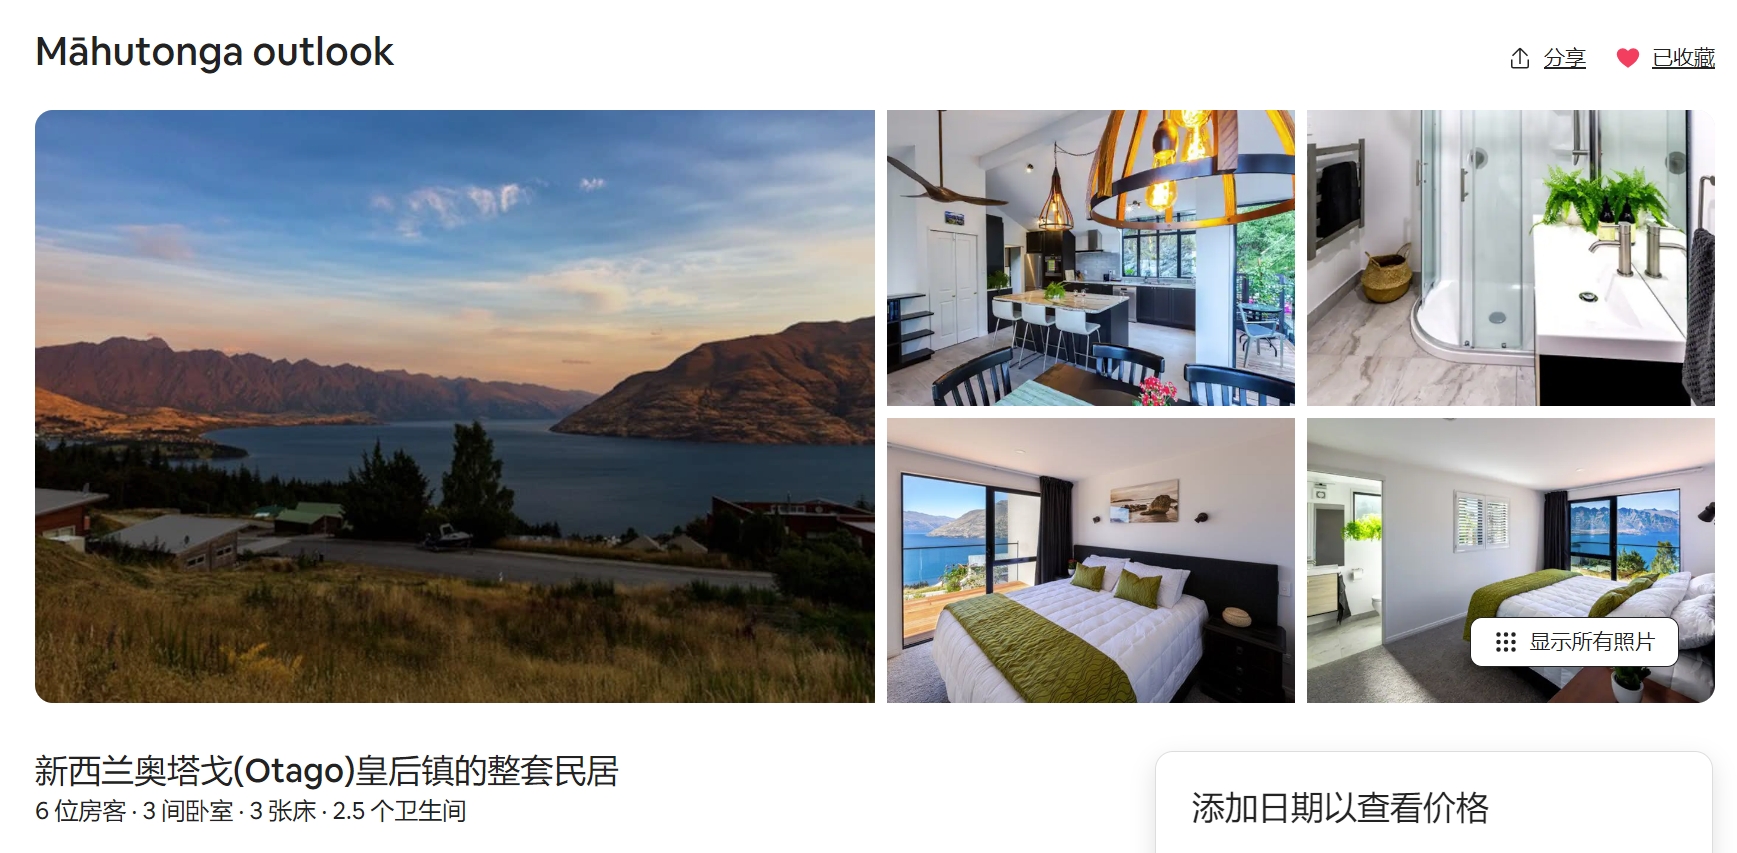 Māhutonga outlook
分享
已收藏
显示所有照片
新西兰奥塔戈(Otago)皇后镇的整套民居
6 位房客 · 3 间卧室 · 3 张床 · 2.5 个卫生间
添加日期以查看价格